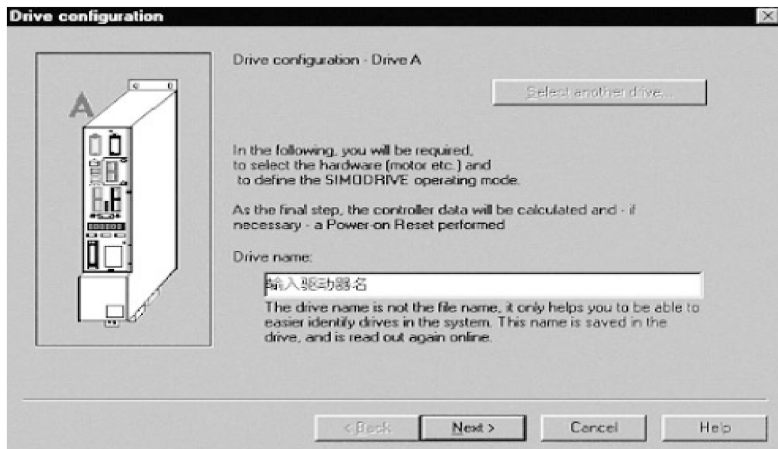 Drive configuration
A
Drive configuration - Drive A
Select another drive...
In the following, you will be required,
to select the hardware (motor etc.) and
to define the SIMODRIVE operating mode.
As the final step, the controller data will be calculated and - if
necessary - a Power-on Reset performed
Drive name:
输入驱动器名
The drive name is not the file name, it only helps you to be able to
easier identify drives in the system. This name is saved in the
drive, and is read out again online.
< Back
Next >
Cancel
Help